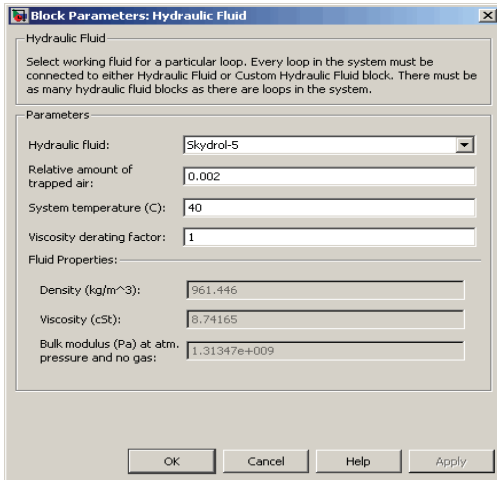 Block Parameters: Hydraulic Fluid
Hydraulic Fluid
Select working fluid for a particular loop. Every loop in the system must be
connected to either Hydraulic Fluid or Custom Hydraulic Fluid block. There must be
as many hydraulic fluid blocks as there are loops in the system.
Parameters
Hydraulic fluid: Skydrol-5
Relative amount of
trapped air: 0.002
System temperature (C): 40
Viscosity derating factor: 1
Fluid Properties:
Density (kg/m^3): 961.446
Viscosity (cSt): 8.74165
Bulk modulus (Pa) at atm.
pressure and no gas: 1.31347e+009
OK Cancel Help Apply